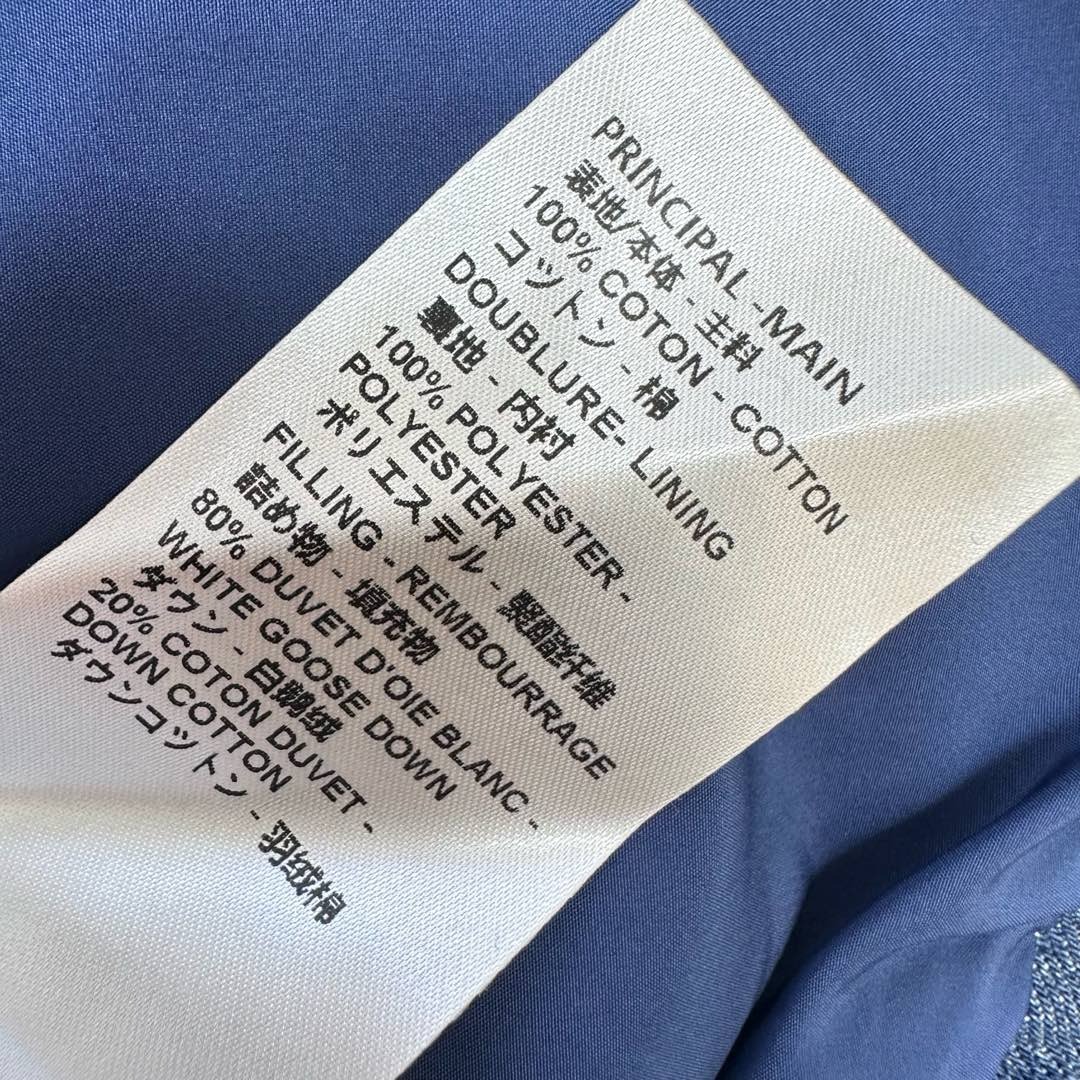 PRINCIPAL -MAIN
表地/本体 - 主料
100% COTON - COTTON
コットン - 棉
DOUBLURE- LINING
裏地 - 内衬
100% POLYESTER -
POLYESTER
ポリエステル - 聚酯纤维
FILLING - REMBOURRAGE
詰め物 - 填充物
80% DUVET D'OIE BLANC -
WHITE GOOSE DOWN
ダウン - 白鹅绒
20% COTON DUVET -
DOWN COTTON
ダウンコットン - 羽绒棉